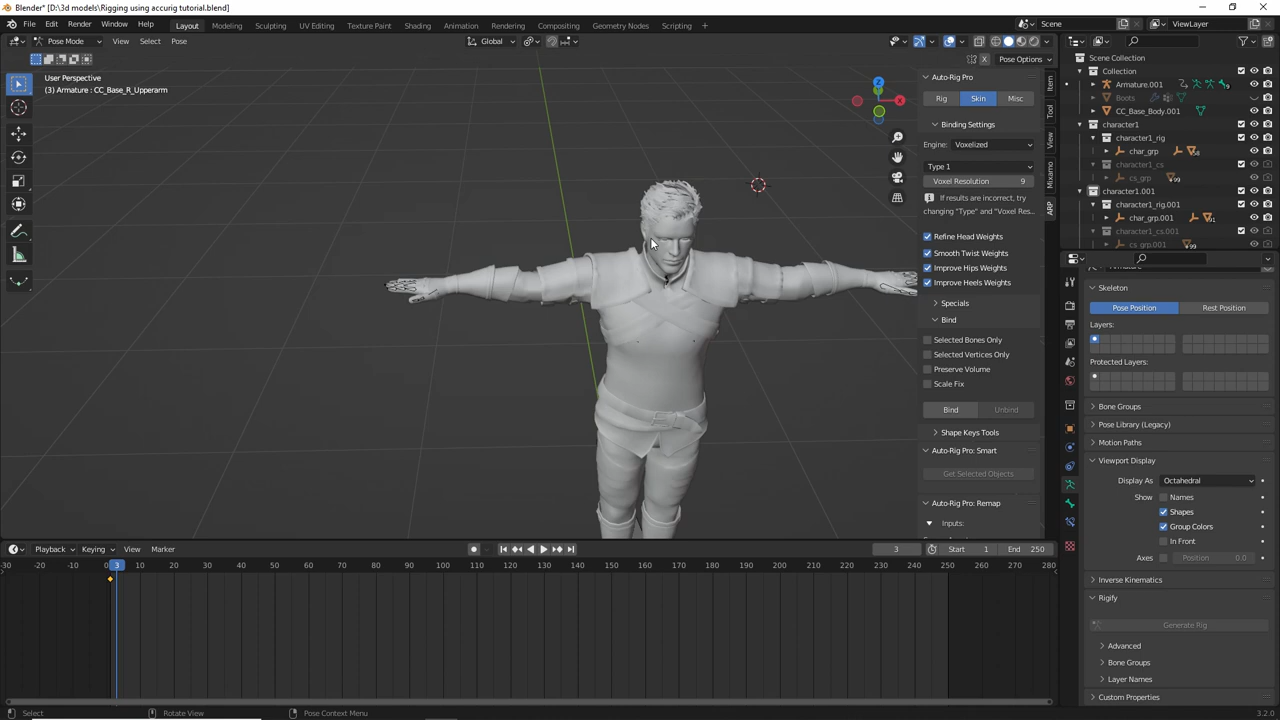 Blender* [D:\3d models\Rigging using accurig tutorial.blend]
File Edit Render Window Help Layout Modeling Sculpting UV Editing Texture Paint Shading Animation Rendering Compositing Geometry Nodes Scripting + Scene ViewLayer
Pose Mode View Select Pose Global
X Pose Options
User Perspective
(3) Armature : CC_Base_R_Upperarm
Z
X
Auto-Rig Pro
Rig Skin Misc
Binding Settings
Engine: Voxelized
Type 1
Voxel Resolution 9
If results are incorrect, try
changing "Type" and "Voxel Res...
Refine Head Weights
Smooth Twist Weights
Improve Hips Weights
Improve Heels Weights
Specials
Bind
Selected Bones Only
Selected Vertices Only
Preserve Volume
Scale Fix
Bind Unbind
Shape Keys Tools
Auto-Rig Pro: Smart
Get Selected Objects
Auto-Rig Pro: Remap
Inputs:
Item
Tool
View
Mixamo
ARP
Scene Collection
Collection
Armature.001
Boots
CC_Base_Body.001
character1
character1_rig
char_grp
character1_cs
cs_grp
character1.001
character1_rig.001
char_grp.001
character1_cs.001
cs_grp.001
Skeleton
Pose Position Rest Position
Layers:
Protected Layers:
Bone Groups
Pose Library (Legacy)
Motion Paths
Viewport Display
Display As Octahedral
Show Names
Shapes
Group Colors
In Front
Axes Position 0.0
Inverse Kinematics
Rigify
Generate Rig
Advanced
Bone Groups
Layer Names
Custom Properties
Playback Keying View Marker 3 Start 1 End 250
-30 -20 -10 0 3 10 20 30 40 50 60 70 80 90 100 110 120 130 140 150 160 170 180 190 200 210 220 230 240 250 260 270 280
Select Rotate View Pose Context Menu 3.2.0